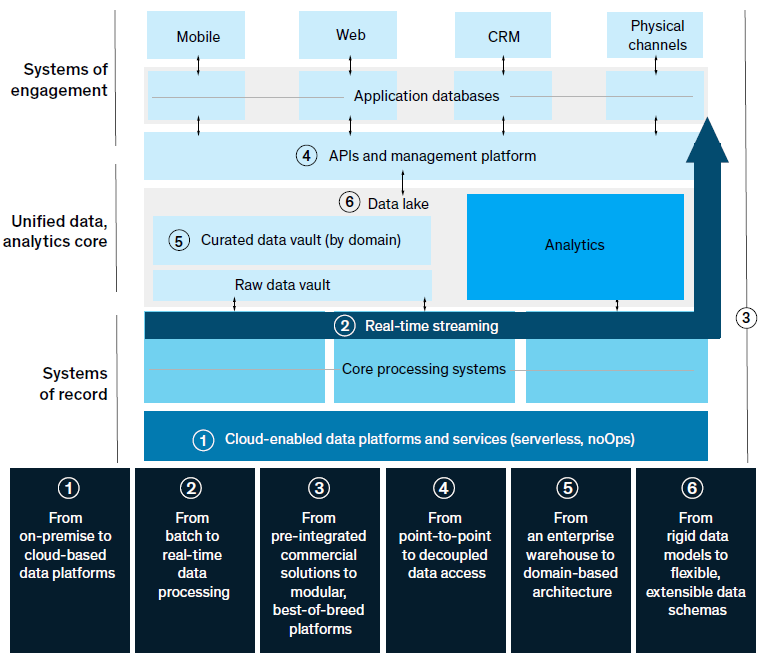 Mobile
Web
CRM
Physical
channels
Systems of
engagement
Application databases
4 APIs and management platform
3
Unified data,
analytics core
6 Data lake
5 Curated data vault (by domain)
Analytics
Raw data vault
2 Real-time streaming
Systems
of record
Core processing systems
1 Cloud-enabled data platforms and services (serverless, noOps)
1
From
on-premise to
cloud-based
data platforms
2
From
batch to
real-time
data
processing
3
From
pre-integrated
commercial
solutions to
modular,
best-of-breed
platforms
4
From
point-to-point
to decoupled
data access
5
From
an enterprise
warehouse to
domain-based
architecture
6
From
rigid data
models to
flexible,
extensible data
schemas